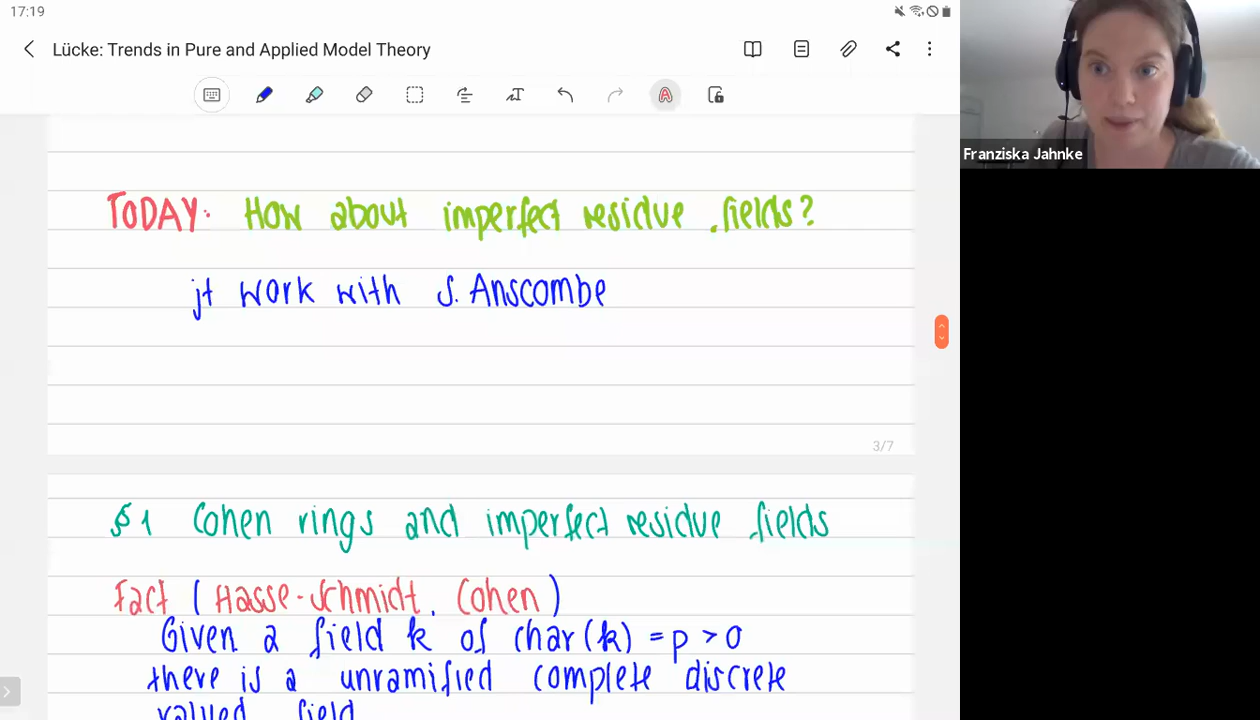 17:19
Lücke: Trends in Pure and Applied Model Theory
Franziska Jahnke
TODAY: How about imperfect residue fields?
jt work with S. Anscombe
3/7
§1 Cohen rings and imperfect residue fields
Fact (Hasse-Schmidt, Cohen)
Given a field k of char(k) = p > 0
there is a unramified complete discrete
valued field